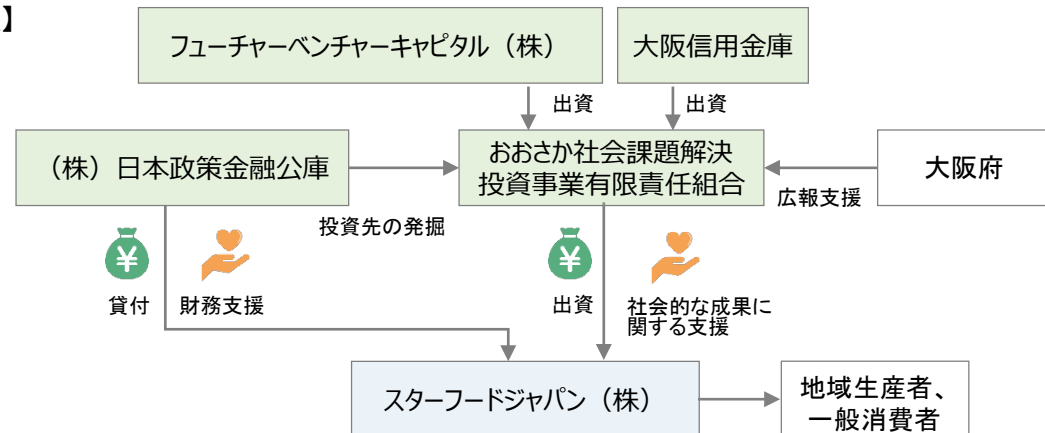 】
フューチャーベンチャーキャピタル（株）
大阪信用金庫
出資
出資
（株）日本政策金融公庫
おおさか社会課題解決
投資事業有限責任組合
大阪府
広報支援
投資先の発掘
¥
¥
貸付
財務支援
出資
社会的な成果に
関する支援
スターフードジャパン（株）
地域生産者、
一般消費者